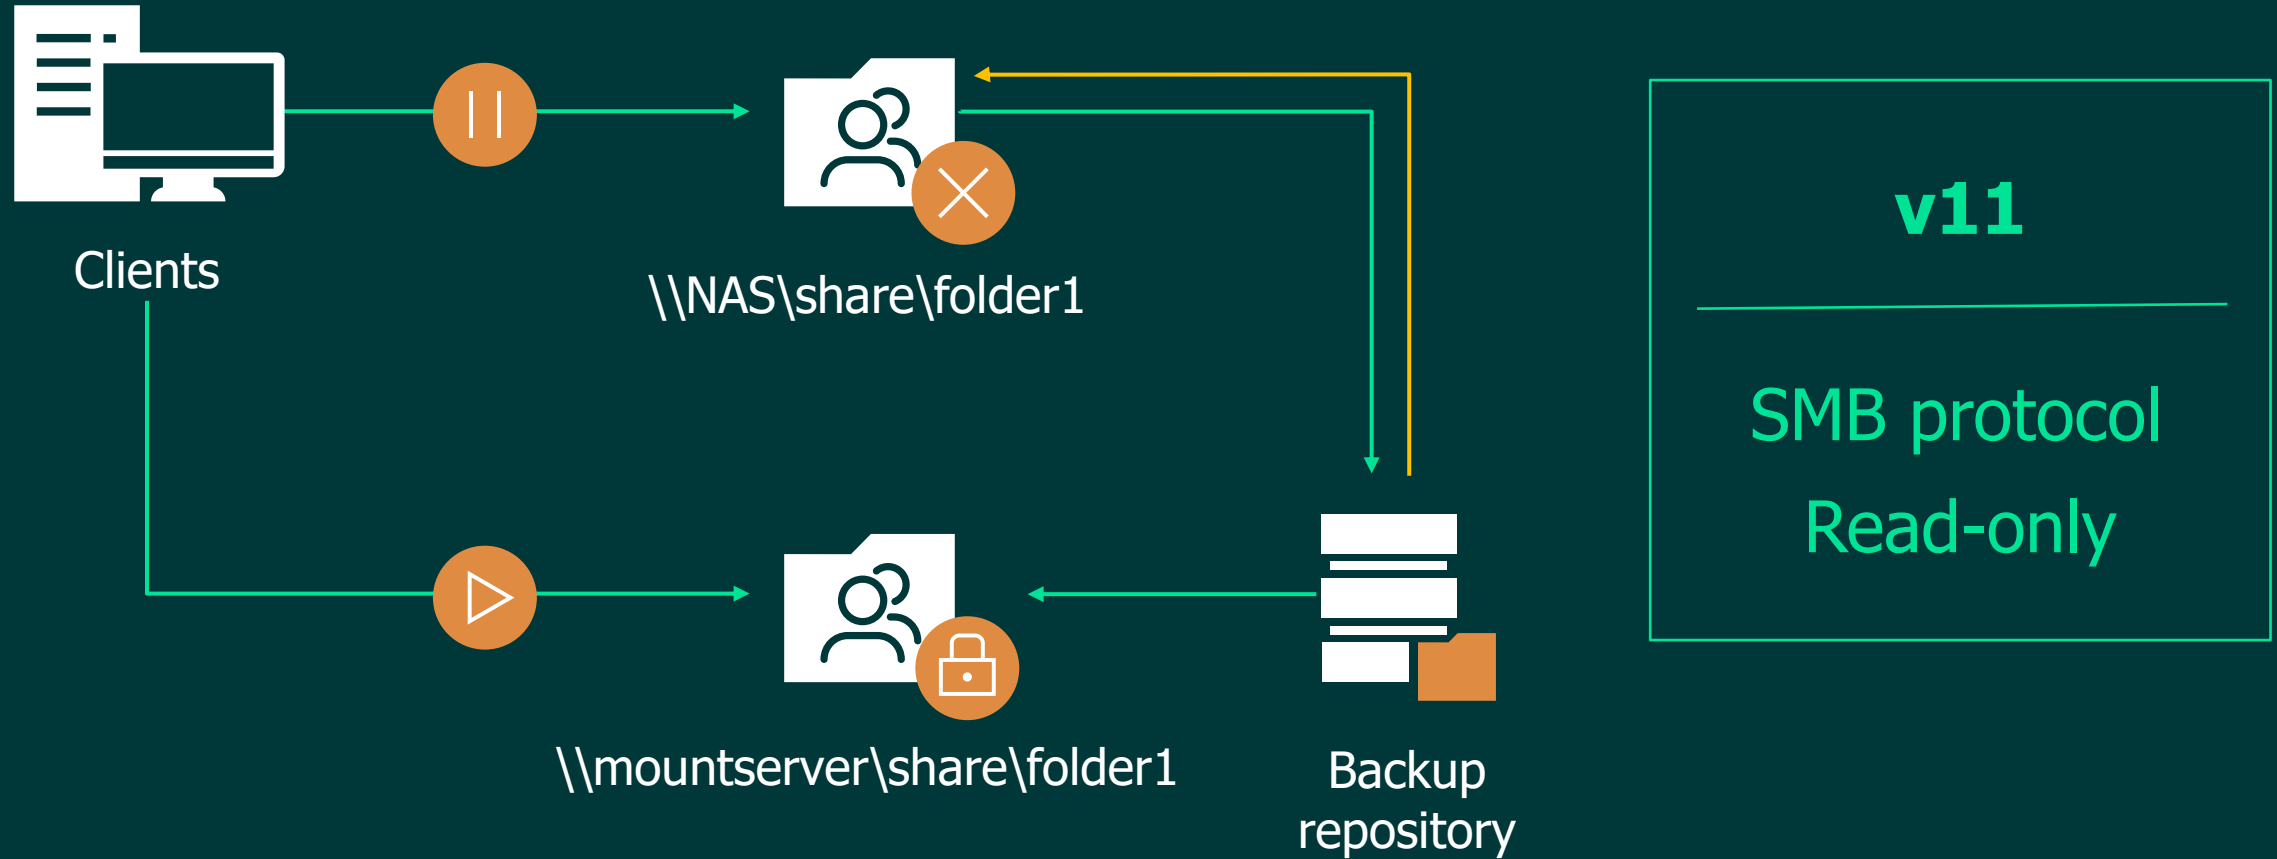 Clients
\\NAS\share\folder1
v11
SMB protocol
Read-only
\\mountserver\share\folder1
Backup
repository